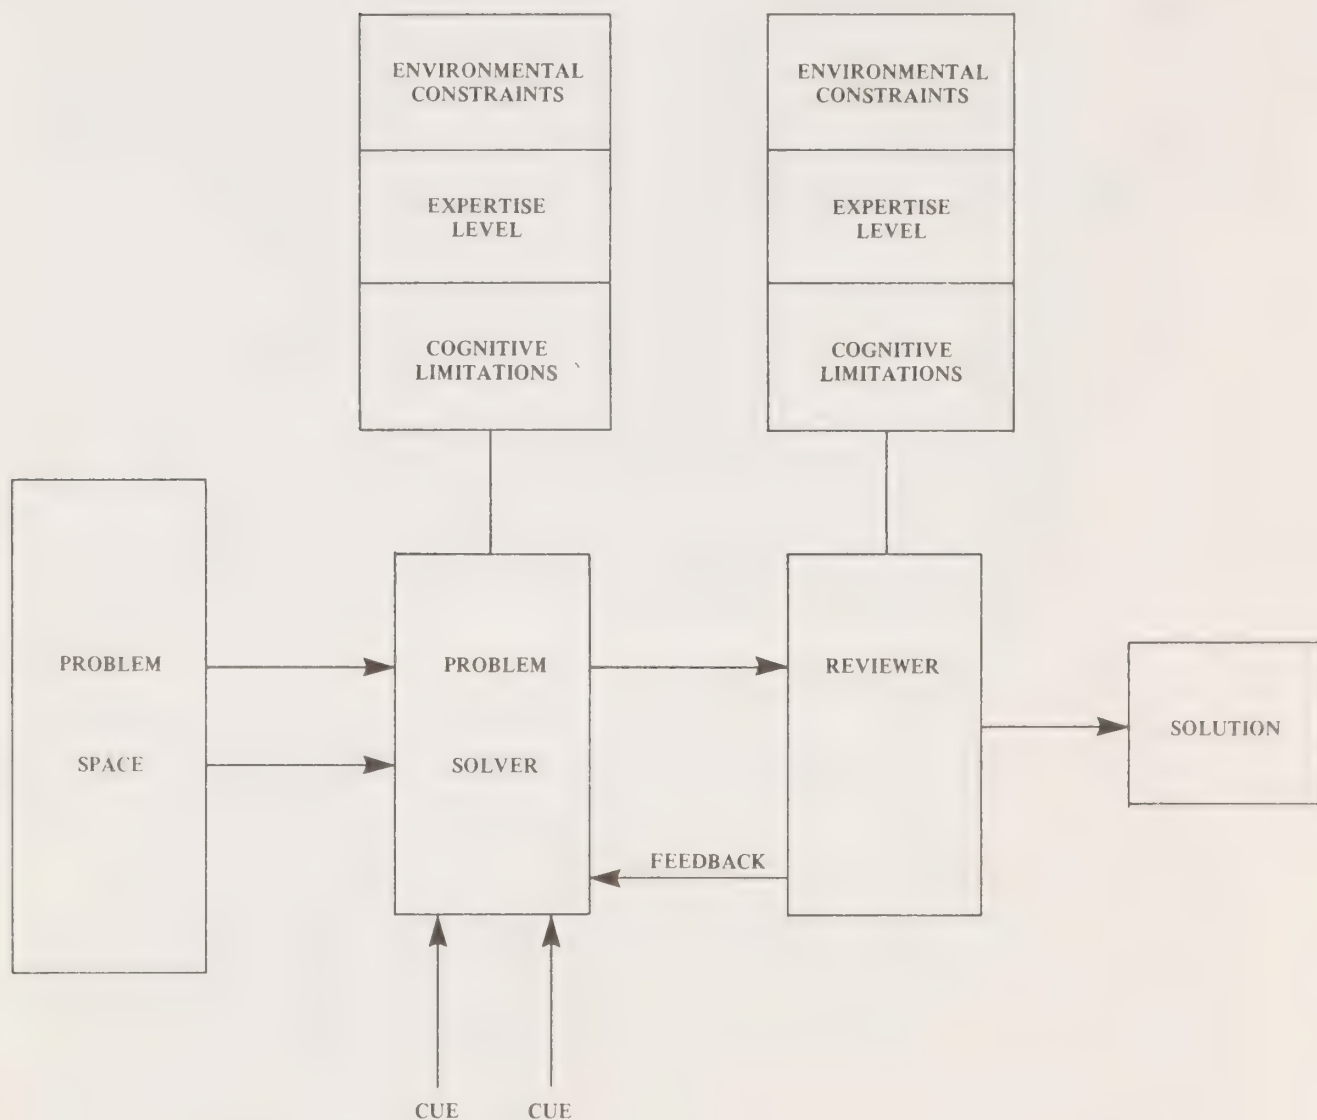 ENVIRONMENTAL
CONSTRAINTS
EXPERTISE
LEVEL
COGNITIVE
LIMITATIONS
ENVIRONMENTAL
CONSTRAINTS
EXPERTISE
LEVEL
COGNITIVE
LIMITATIONS
PROBLEM
SPACE
PROBLEM
SOLVER
REVIEWER
FEEDBACK
SOLUTION
CUE
CUE